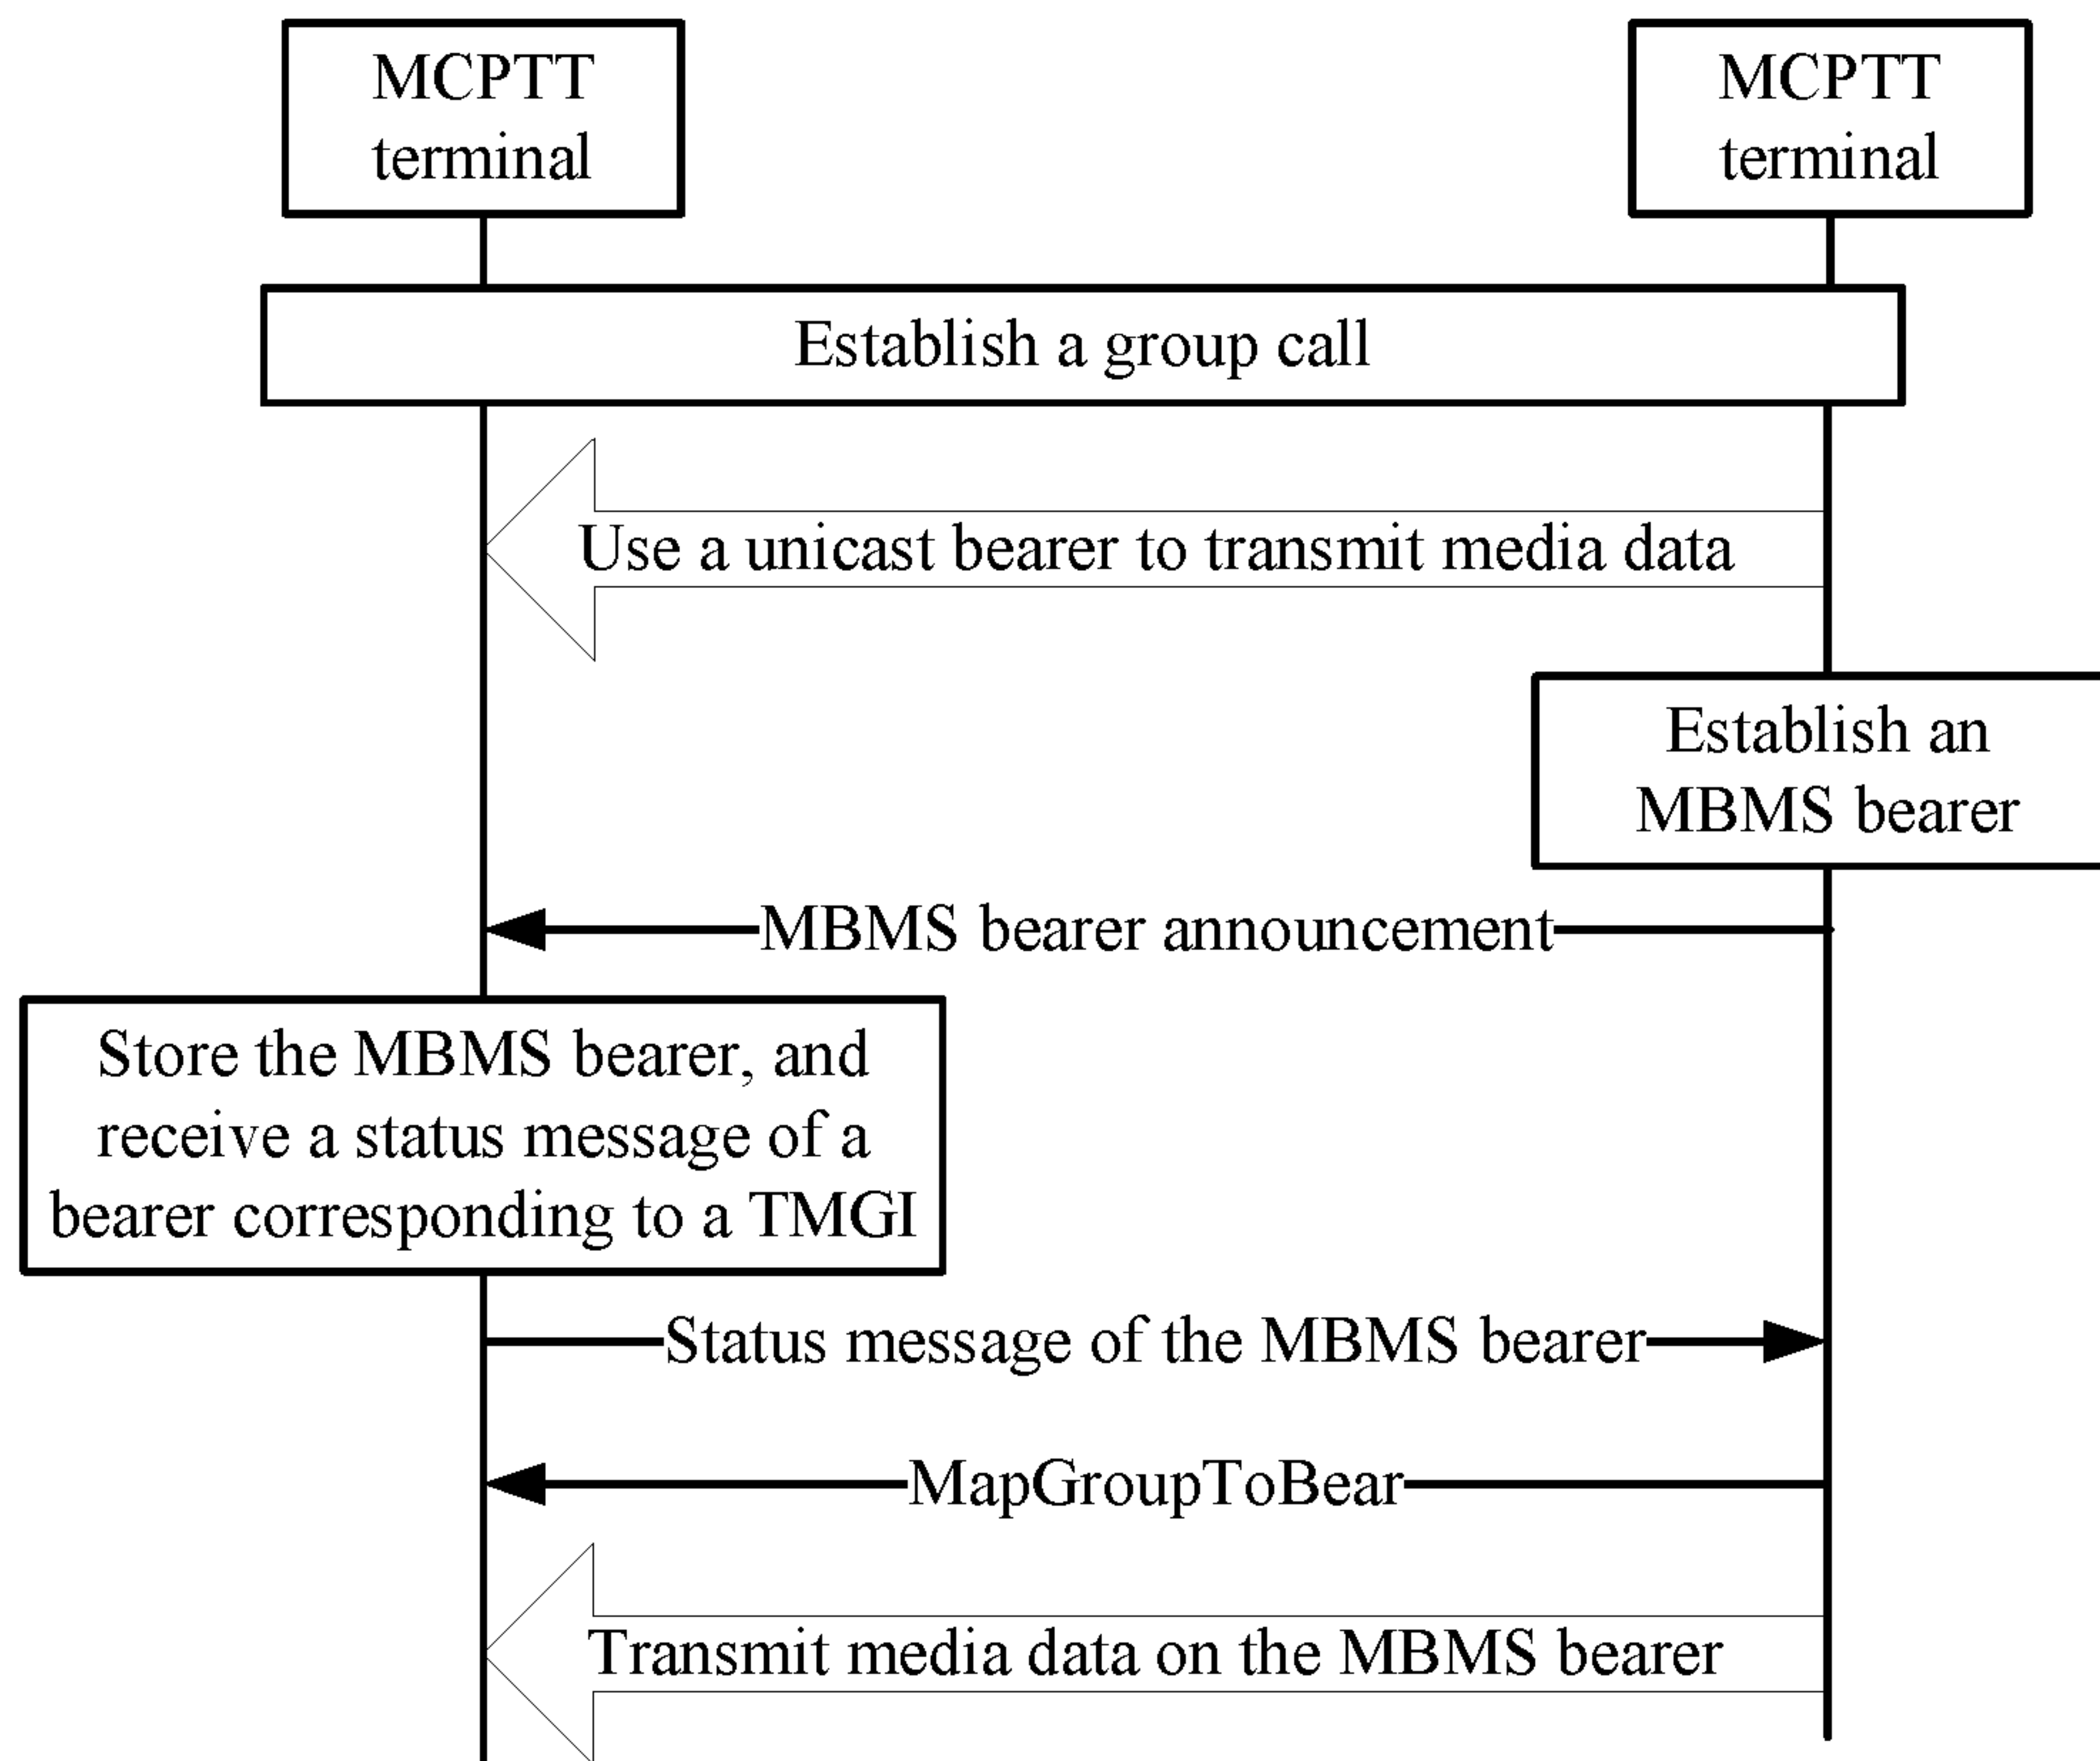 MCPTT
terminal
MCPTT
terminal
Establish a group call
Use a unicast bearer to transmit media data
Establish an
MBMS bearer
MBMS bearer announcement
Store the MBMS bearer, and
receive a status message of a
bearer corresponding to a TMGI
Status message of the MBMS bearer
MapGroupToBear
Transmit media data on the MBMS bearer